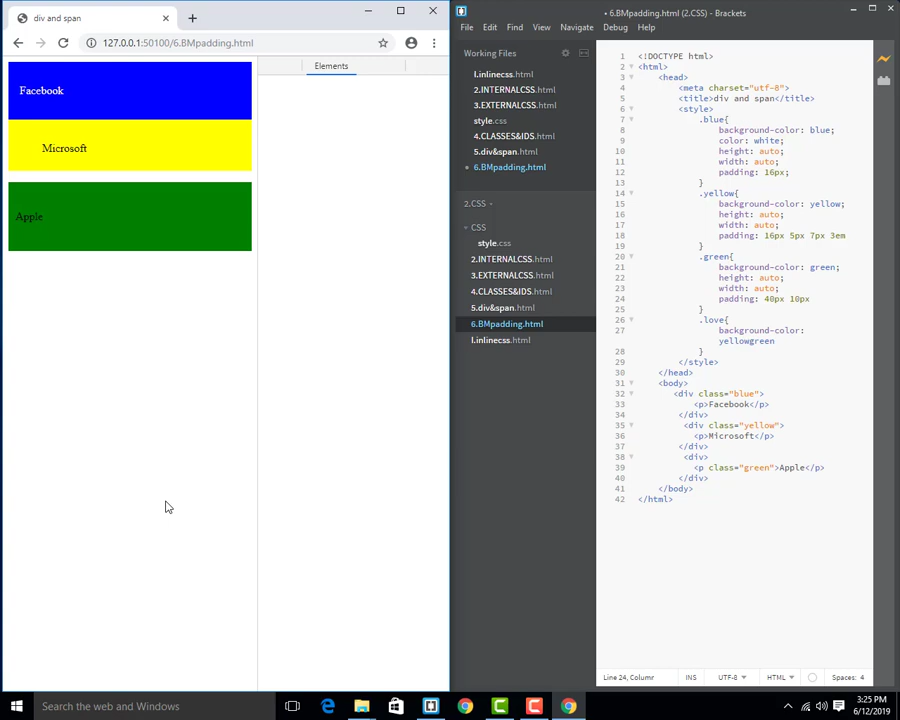 div and span
127.0.0.1:50100/6.BMpadding.html
Elements
Facebook
Microsoft
Apple
• 6.BMpadding.html (2.CSS) - Brackets
File Edit Find View Navigate
Debug Help
Working Files
l.inlinecss.html
2.INTERNALCSS.html
3.EXTERNALCSS.html
style.css
4.CLASSES&IDS.html
5.div&span.html
6.BMpadding.html
2.CSS
CSS
style.css
2.INTERNALCSS.html
3.EXTERNALCSS.html
4.CLASSES&IDS.html
5.div&span.html
6.BMpadding.html
l.inlinecss.html
1 <!DOCTYPE html>
2 <html>
3 <head>
4 <meta charset="utf-8">
5 <title>div and span</title>
6 <style>
7 .blue{
8 background-color: blue;
9 color: white;
10 height: auto;
11 width: auto;
12 padding: 16px;
13 }
14 .yellow{
15 background-color: yellow;
16 height: auto;
17 width: auto;
18 padding: 16px 5px 7px 3em
19 }
20 .green{
21 background-color: green;
22 height: auto;
23 width: auto;
24 padding: 40px 10px
25 }
26 .love{
27 background-color:
yellowgreen
28 }
29 </style>
30 </head>
31 <body>
32 <div class="blue">
33 <p>Facebook</p>
34 </div>
35 <div class="yellow">
36 <p>Microsoft</p>
37 </div>
38 <div>
39 <p class="green">Apple</p>
40 </div>
41 </body>
42 </html>
Line 24, Column INS UTF-8 HTML Spaces: 4
Search the web and Windows
3:25 PM
6/12/2019